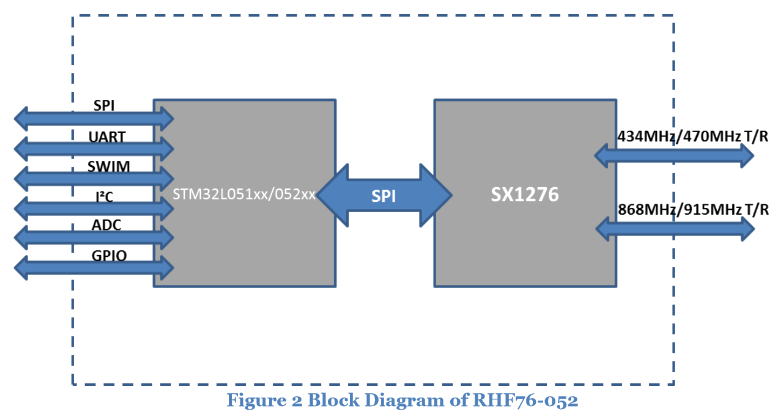 SPI
UART
SWIM
I²C
ADC
GPIO
STM32L051xx/052xx
SPI
SX1276
434MHz/470MHz T/R
868MHz/915MHz T/R
Figure 2 Block Diagram of RHF76-052